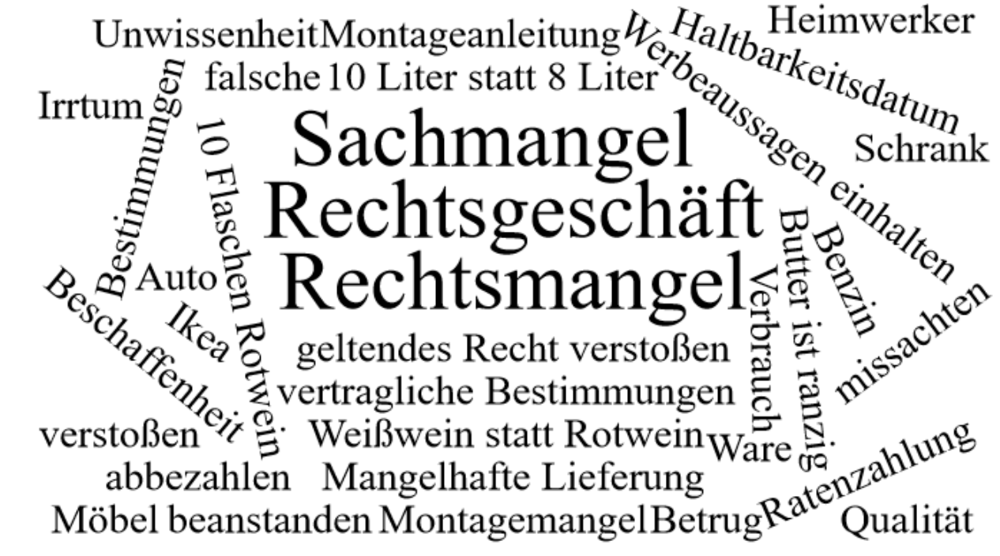 Heimwerker
Unwissenheit
Montageanleitung
Haltbarkeitsdatum
Werbeaussagen einhalten
falsche
10 Liter statt 8 Liter
Irrtum
Bestimmungen
10 Flaschen Rotwein
Sachmangel
Schrank
Rechtsgeschäft
Rechtsmangel
Butter ist ranzig
Benzin
Auto
Beschaffenheit
Ikea
Verbrauch
missachten
geltendes Recht verstoßen
vertragliche Bestimmungen
verstoßen
Weißwein statt Rotwein
Ware
abbezahlen
Mangelhafte Lieferung
Ratenzahlung
Möbel beanstanden
Montagemangel
Betrug
Qualität